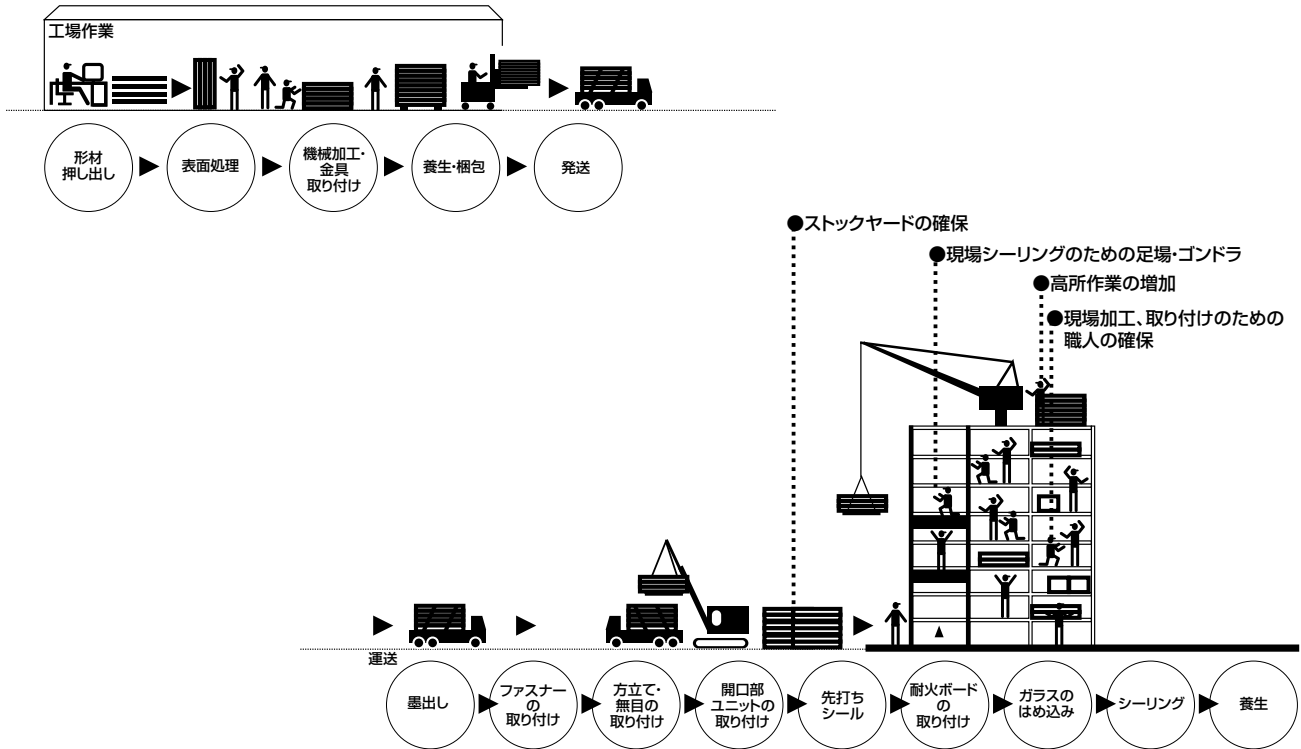 工場作業
形材
押し出し
表面処理
機械加工・
金具
取り付け
養生・梱包
発送
●ストックヤードの確保
●現場シーリングのための足場・ゴンドラ
●高所作業の増加
●現場加工、取り付けのための
職人の確保
運送
墨出し
ファスナー
の
取り付け
方立て・
無目の
取り付け
開口部
ユニットの
取り付け
先打ち
シール
耐火ボード
の
取り付け
ガラスの
はめ込み
シーリング
養生